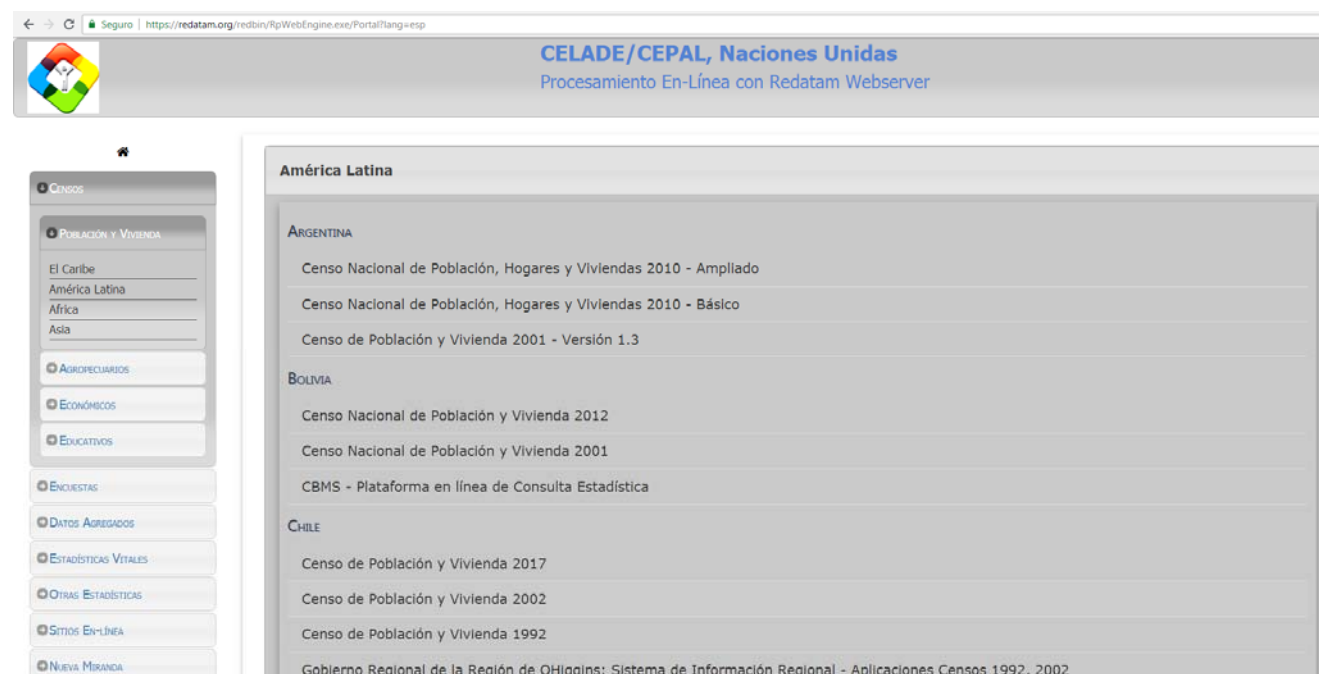 Seguro | https://redatam.org/redbin/RpWebEngine.exe/Portal?lang=esp
CELADE/CEPAL, Naciones Unidas
Procesamiento En-Línea con Redatam Webserver
Censos
Población y Vivienda
El Caribe
América Latina
Africa
Asia
Agropecuarios
Económicos
Educativos
Encuestas
Datos Agregados
Estadísticas Vitales
Otras Estadísticas
Sitios En-Línea
Nueva Miranda
América Latina
Argentina
Censo Nacional de Población, Hogares y Viviendas 2010 - Ampliado
Censo Nacional de Población, Hogares y Viviendas 2010 - Básico
Censo de Población y Vivienda 2001 - Versión 1.3
Bolivia
Censo Nacional de Población y Vivienda 2012
Censo Nacional de Población y Vivienda 2001
CBMS - Plataforma en línea de Consulta Estadística
Chile
Censo de Población y Vivienda 2017
Censo de Población y Vivienda 2002
Censo de Población y Vivienda 1992
Gobierno Regional de la Región de OHiggins: Sistema de Información Regional - Aplicaciones Censos 1992, 2002